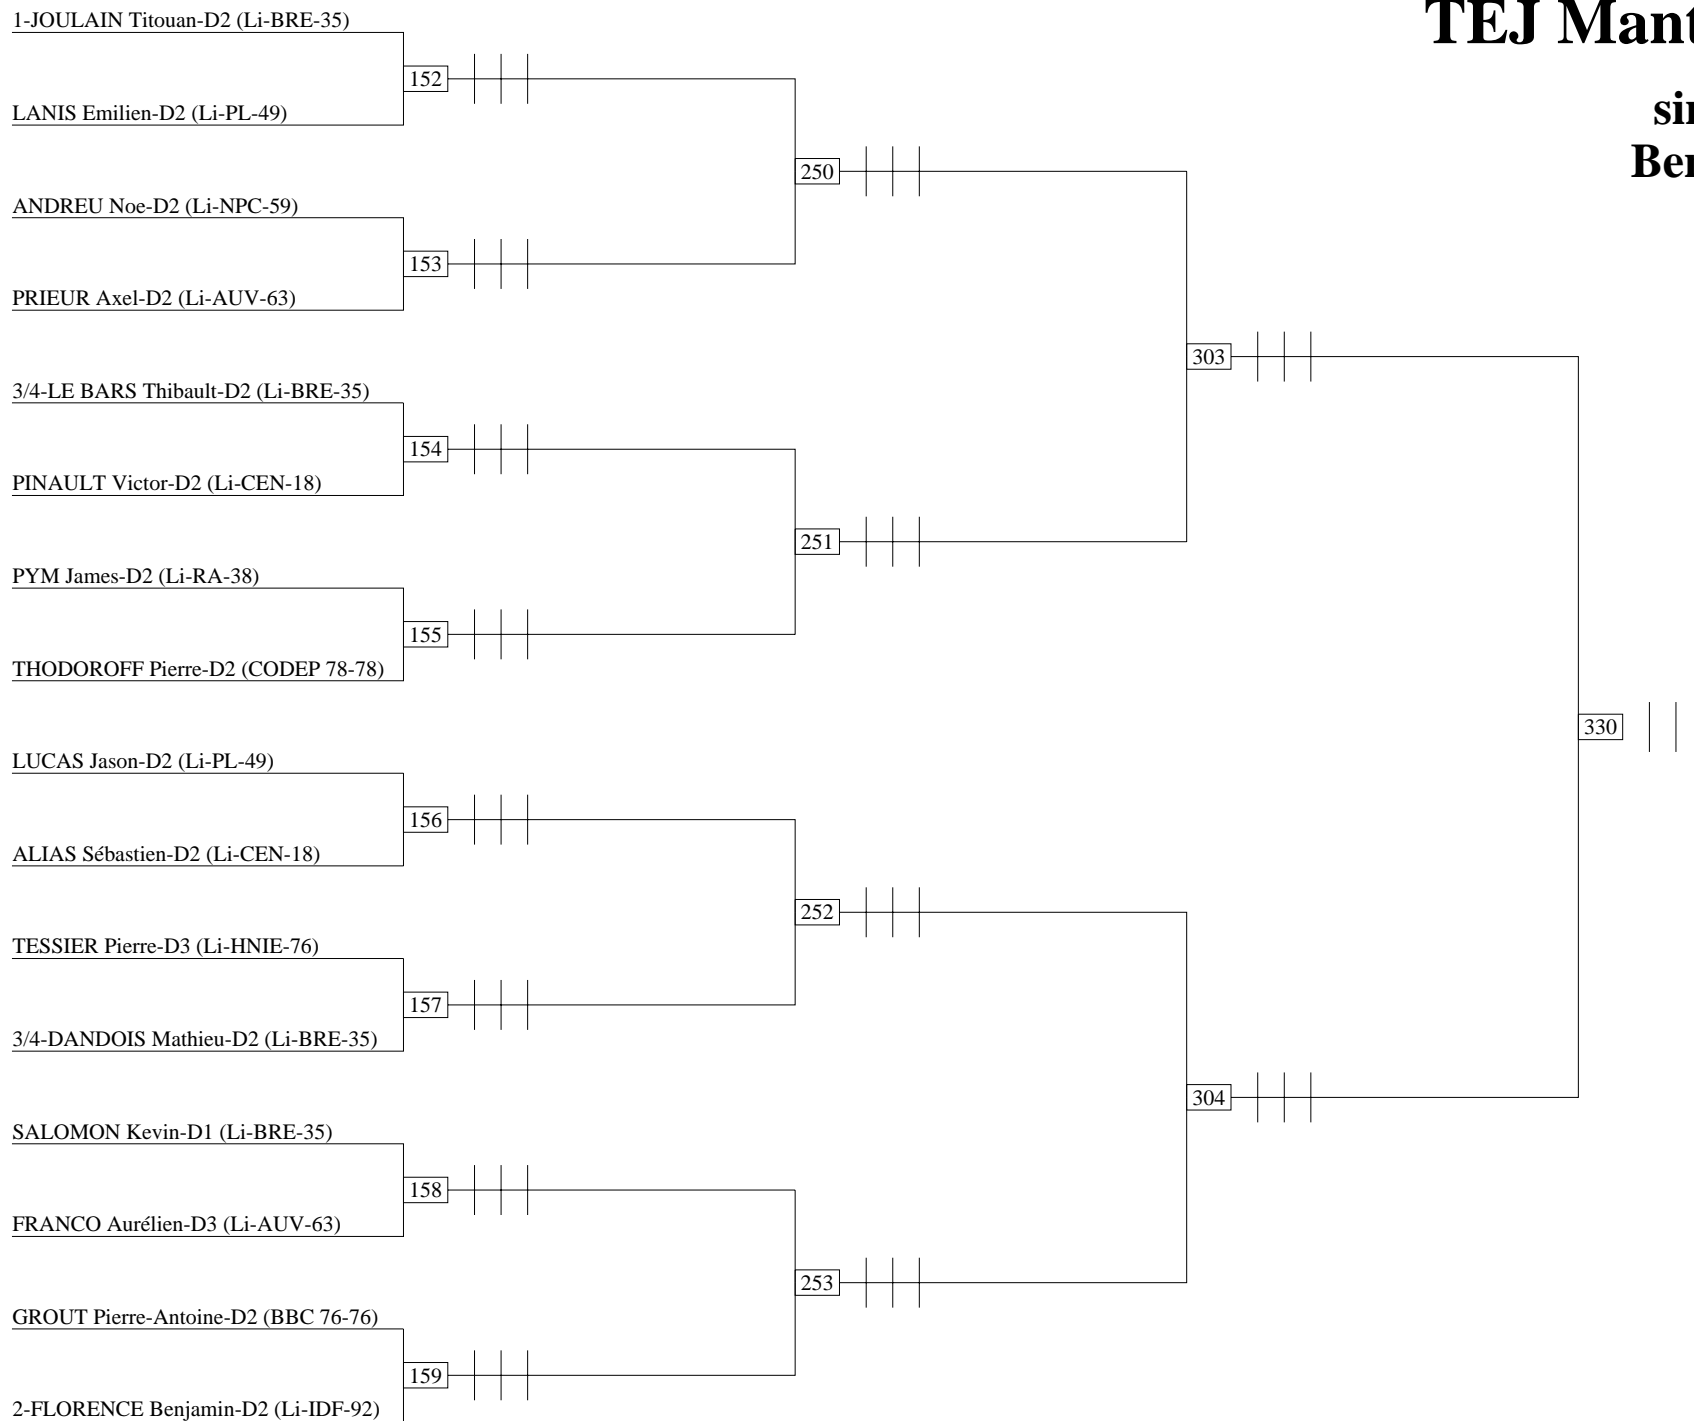 TEJ Mant
sin
Ber
1-JOULAIN Titouan-D2 (Li-BRE-35)
152
LANIS Emilien-D2 (Li-PL-49)
250
ANDREU Noe-D2 (Li-NPC-59)
153
PRIEUR Axel-D2 (Li-AUV-63)
303
3/4-LE BARS Thibault-D2 (Li-BRE-35)
154
PINAULT Victor-D2 (Li-CEN-18)
251
PYM James-D2 (Li-RA-38)
155
THODOROFF Pierre-D2 (CODEP 78-78)
330
LUCAS Jason-D2 (Li-PL-49)
156
ALIAS Sébastien-D2 (Li-CEN-18)
252
TESSIER Pierre-D3 (Li-HNIE-76)
157
3/4-DANDOIS Mathieu-D2 (Li-BRE-35)
304
SALOMON Kevin-D1 (Li-BRE-35)
158
FRANCO Aurélien-D3 (Li-AUV-63)
253
GROUT Pierre-Antoine-D2 (BBC 76-76)
159
2-FLORENCE Benjamin-D2 (Li-IDF-92)